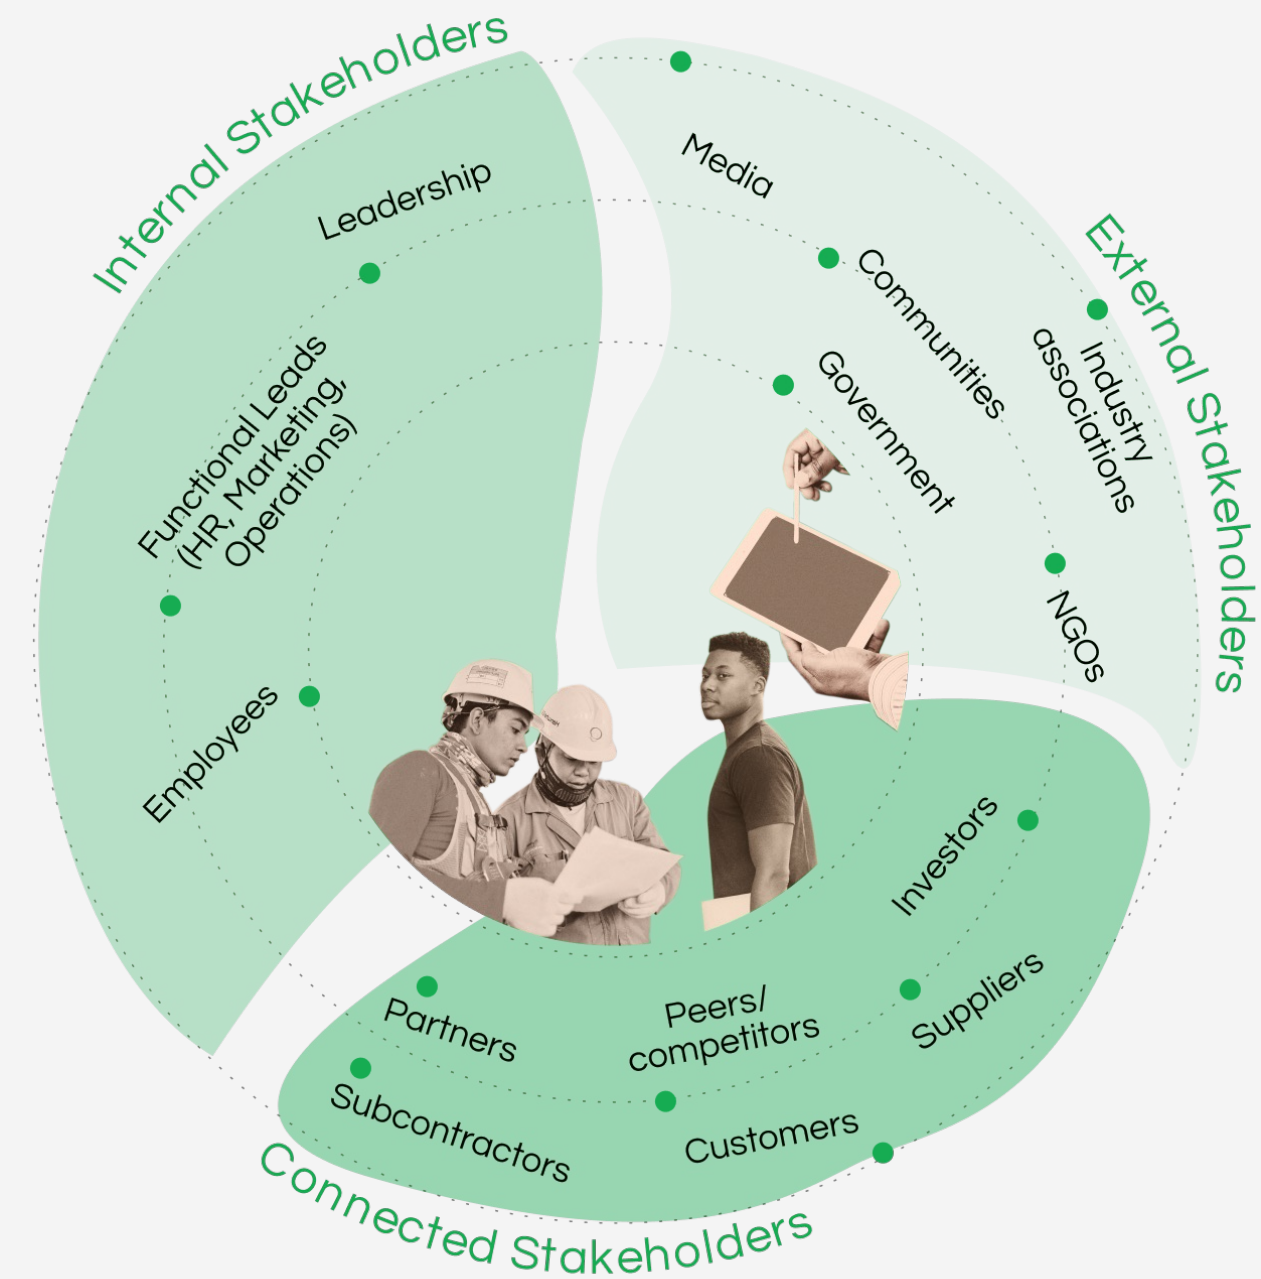 Internal Stakeholders
Leadership
Functional Leads
(HR, Marketing,
Operations)
Employees
External Stakeholders
Media
Communities
Government
Industry
associations
NGOs
Connected Stakeholders
Investors
Suppliers
Peers/
competitors
Customers
Partners
Subcontractors